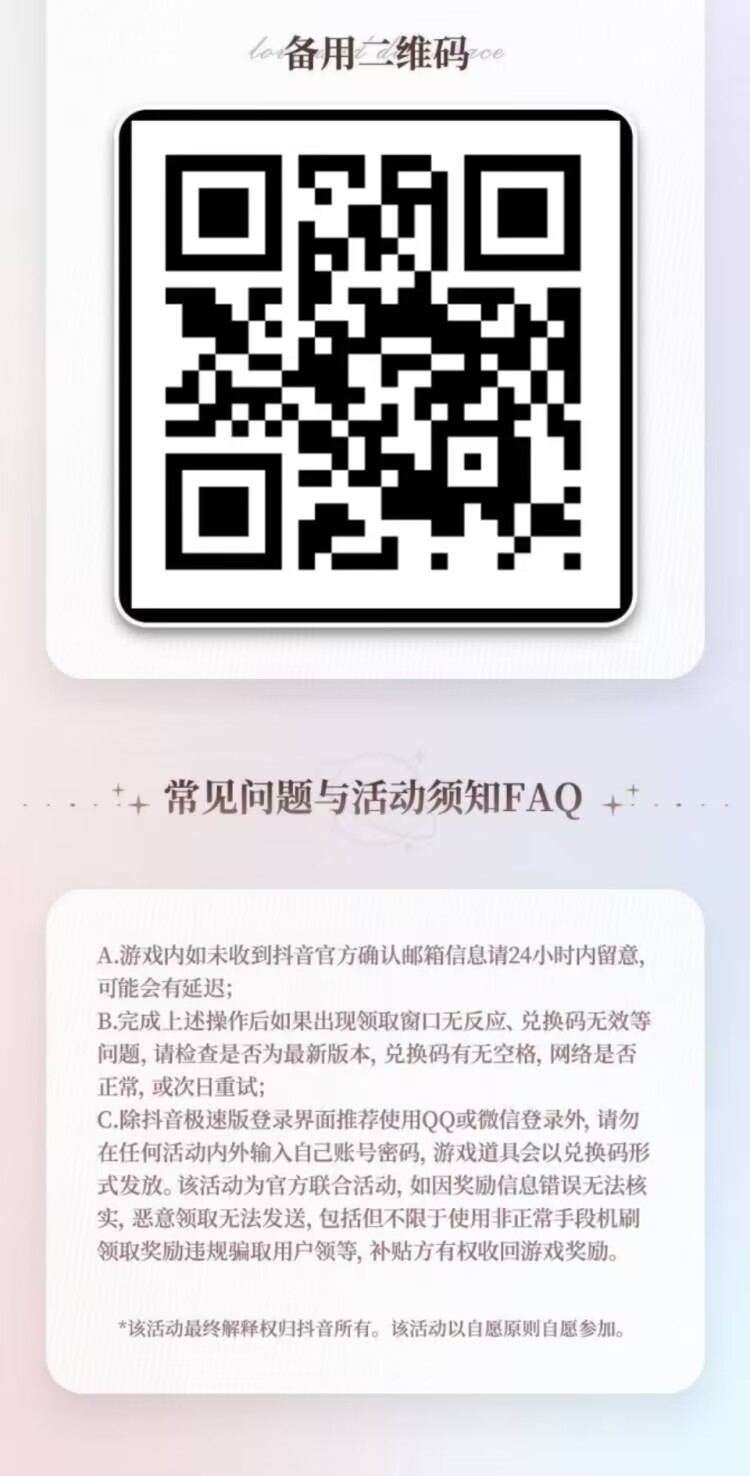 备用二维码
常见问题与活动须知FAQ
A.游戏内如未收到抖音官方确认邮箱信息请24小时内留意,
可能会有延迟;
B.完成上述操作后如果出现领取窗口无反应、兑换码无效等
问题, 请检查是否为最新版本, 兑换码有无空格, 网络是否
正常, 或次日重试;
C.除抖音极速版登录界面推荐使用QQ或微信登录外, 请勿
在任何活动内外输入自己账号密码, 游戏道具会以兑换码形
式发放。该活动为官方联合活动, 如因奖励信息错误无法核
实, 恶意领取无法发送, 包括但不限于使用非正常手段机刷
领取奖励违规骗取用户领等, 补贴方有权收回游戏奖励。
*该活动最终解释权归抖音所有。该活动以自愿原则自愿参加。